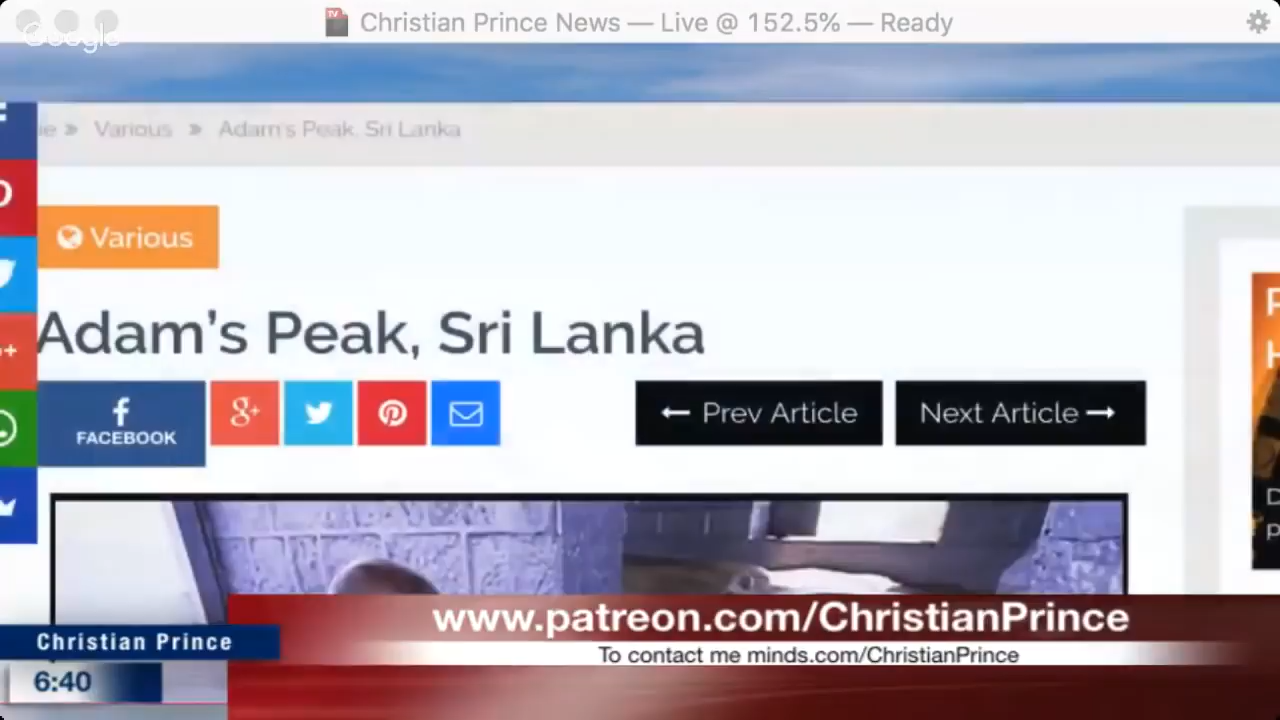 Christian Prince News — Live @ 152.5% — Ready
Google
» Various » Adam's Peak, Sri Lanka
Various
Adam's Peak, Sri Lanka
FACEBOOK
← Prev Article
Next Article →
www.patreon.com/ChristianPrince
Christian Prince
To contact me minds.com/ChristianPrince
6:40